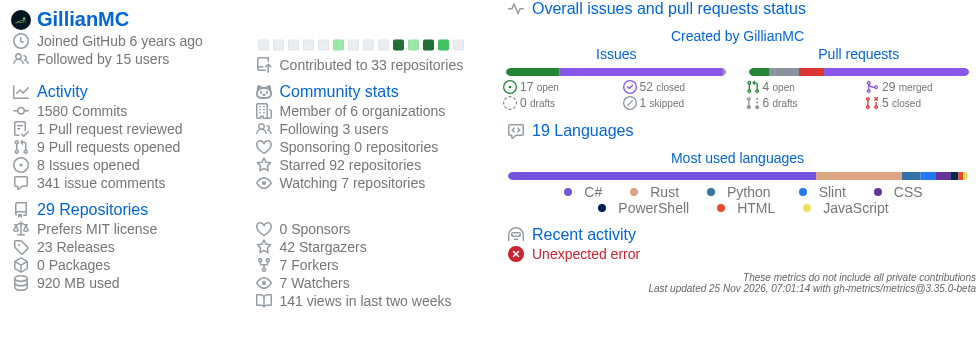 GillianMC
Joined GitHub 6 years ago
Followed by 15 users
Contributed to 33 repositories
Activity
1580 Commits
1 Pull request reviewed
9 Pull requests opened
8 Issues opened
341 issue comments
Community stats
Member of 6 organizations
Following 3 users
Sponsoring 0 repositories
Starred 92 repositories
Watching 7 repositories
29 Repositories
Prefers MIT license
23 Releases
0 Packages
920 MB used
0 Sponsors
42 Stargazers
7 Forkers
7 Watchers
141 views in last two weeks
Overall issues and pull requests status
Created by GillianMC
Issues
17 open
52 closed
0 drafts
1 skipped
Pull requests
4 open
29 merged
6 drafts
5 closed
19 Languages
Most used languages
C# Rust Python Slint CSS
PowerShell HTML JavaScript
Recent activity
Unexpected error
These metrics do not include all private contributions
Last updated 25 Nov 2026, 07:01:14 with gh-metrics/metrics@3.35.0-beta